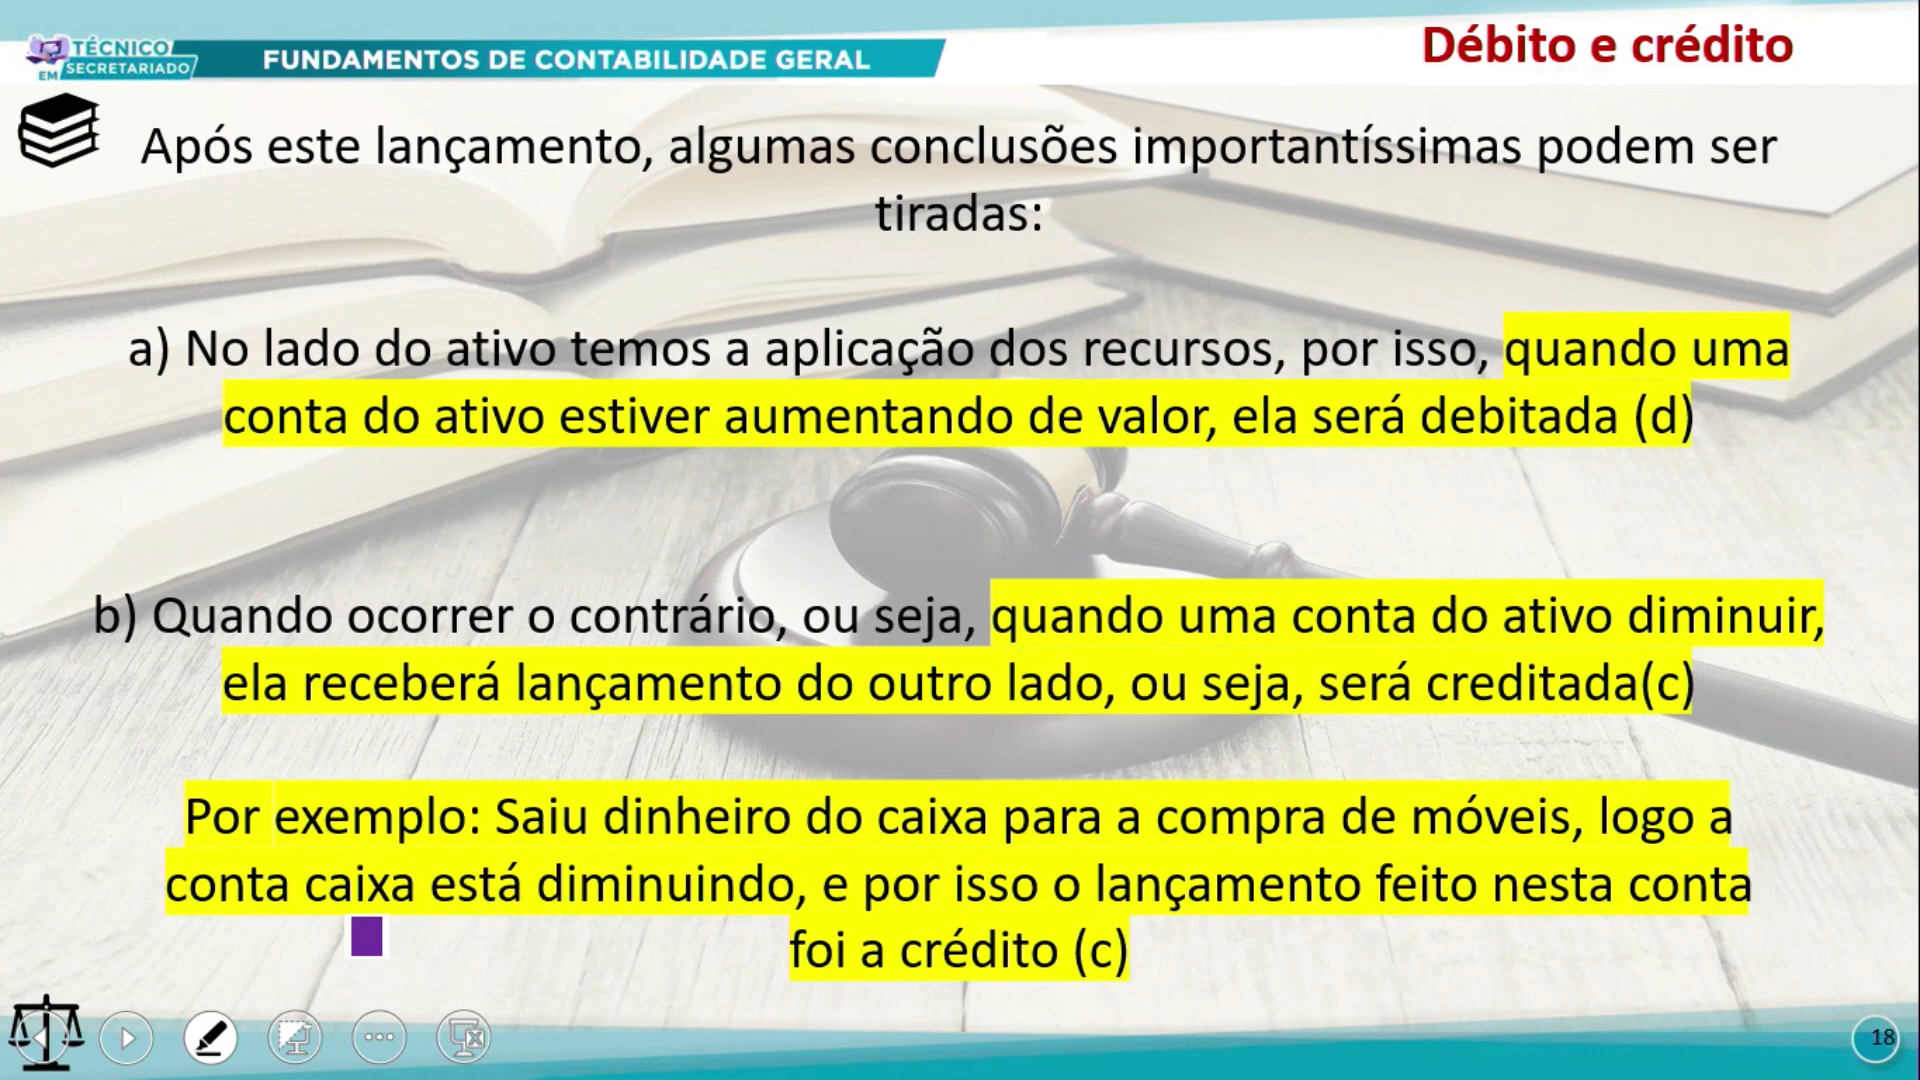 TÉCNICO
EM SECRETARIADO
FUNDAMENTOS DE CONTABILIDADE GERAL
Débito e crédito
Após este lançamento, algumas conclusões importantíssimas podem ser
tiradas:
a) No lado do ativo temos a aplicação dos recursos, por isso, quando uma
conta do ativo estiver aumentando de valor, ela será debitada (d)
b) Quando ocorrer o contrário, ou seja, quando uma conta do ativo diminuir,
ela receberá lançamento do outro lado, ou seja, será creditada(c)
Por exemplo: Saiu dinheiro do caixa para a compra de móveis, logo a
conta caixa está diminuindo, e por isso o lançamento feito nesta conta
foi a crédito (c)
18